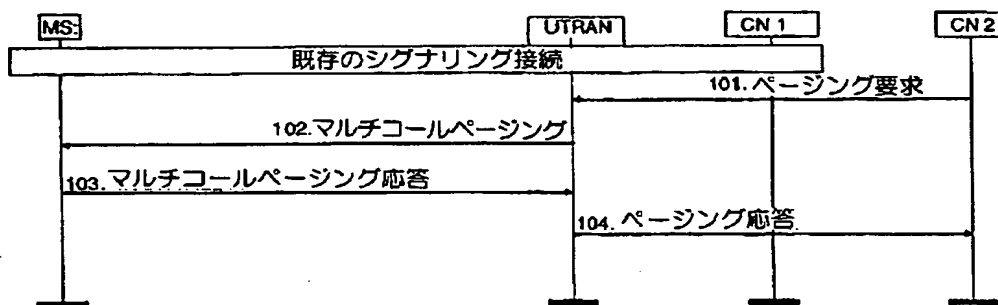 MS:
UTRAN
CN 1
CN 2
既存のシグナリング接続
101. ページング要求
102.マルチコールページング
103. マルチコールページング応答
104. ページング応答